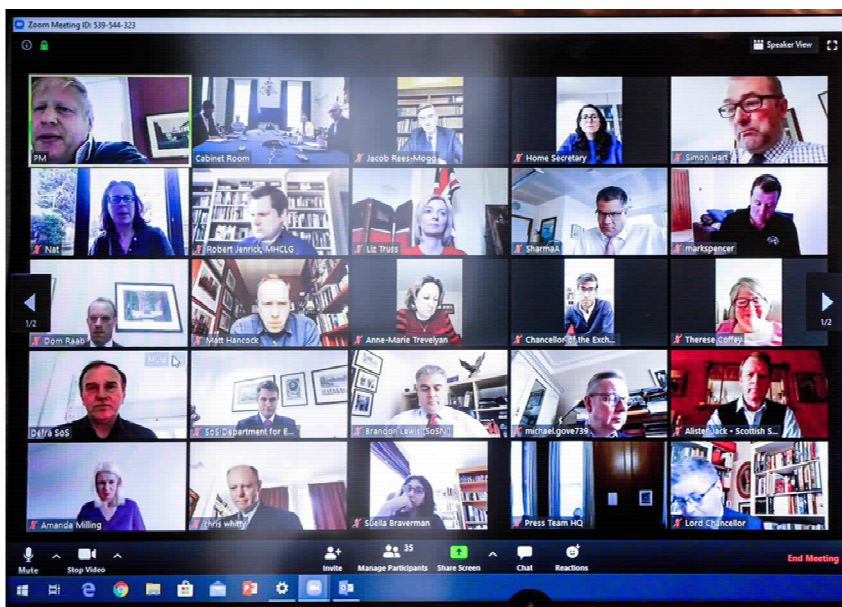 Zoom Meeting ID: 539-544-323
Speaker View
PM
Cabinet Room
Jacob Rees-Mogg
Home Secretary
Simon Hart
Nat
Robert Jenrick, MHCLG
Liz Truss
SharmaA
markspencer
1/2
1/2
Dom Raab
Matt Hancock
Anne-Marie Trevelyan
Chancellor of the Exch...
Therese Coffey
Mute
Defra SoS
SoS Department for E...
Brandon Lewis (SoSNI)
michael.gove739
Alister Jack - Scottish S...
Amanda Milling
chris whitty
Suella Braverman
Press Team HQ
Lord Chancellor
Mute
Stop Video
Invite
Manage Participants
35
Share Screen
Chat
Reactions
End Meeting